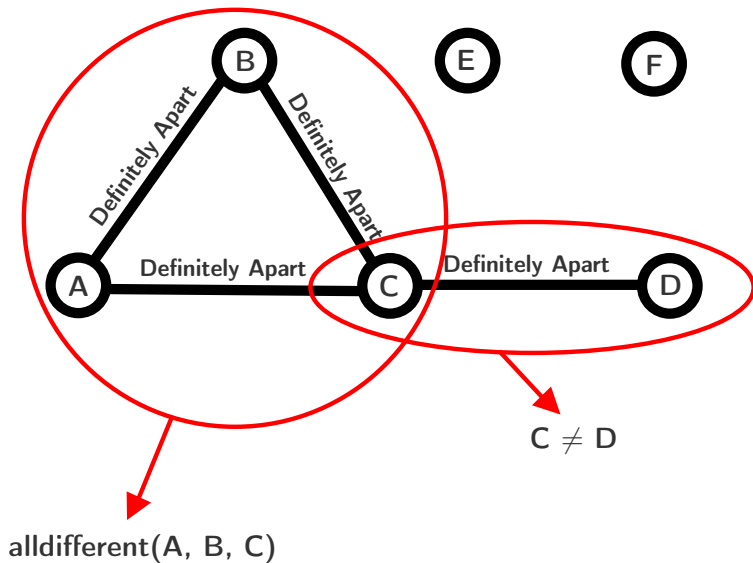 B
E
F
Definitely Apart
Definitely Apart
A
Definitely Apart
C
Definitely Apart
D
C ≠ D
alldifferent(A, B, C)